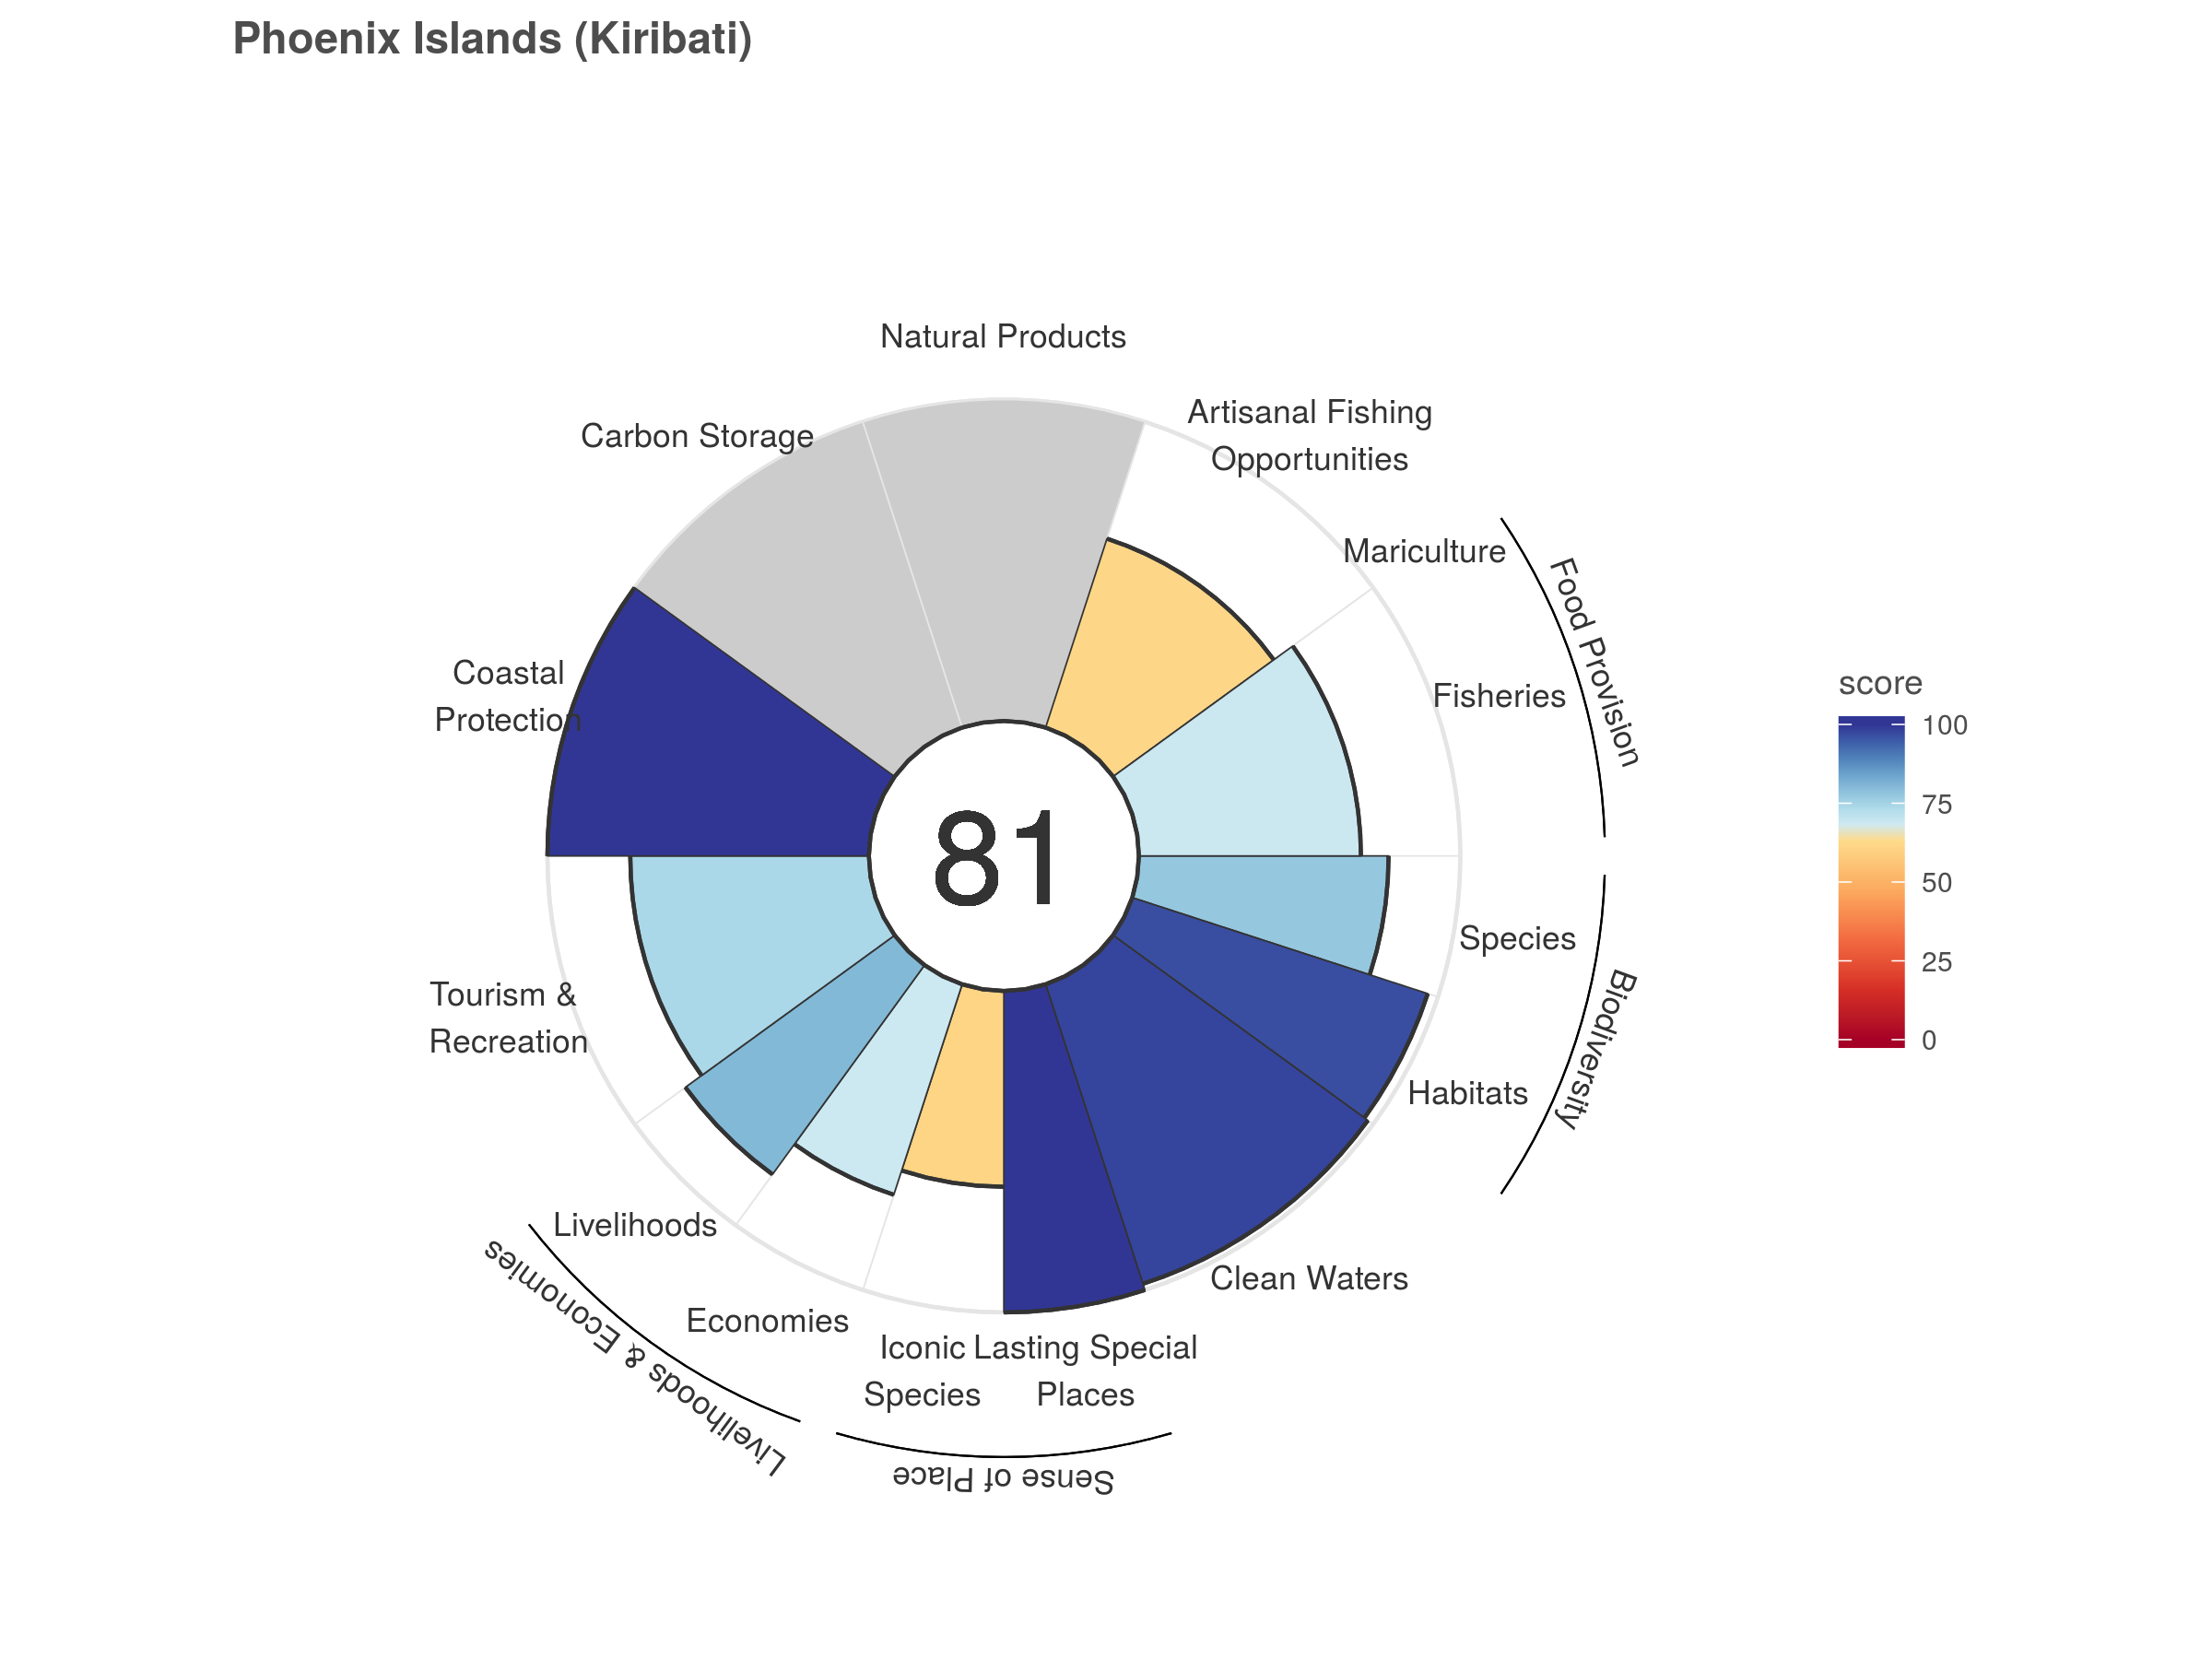 Phoenix Islands (Kiribati)
Natural Products
Artisanal Fishing
Opportunities
Carbon Storage
Mariculture
Food Provision
Fisheries
Coastal
Protection
score
100
75
50
25
0
81
Species
Biodiversity
Tourism &
Recreation
Habitats
Livelihoods
Clean Waters
Economies
Livelihoods & Economies
Iconic
Species
Lasting Special
Places
Sense of Place